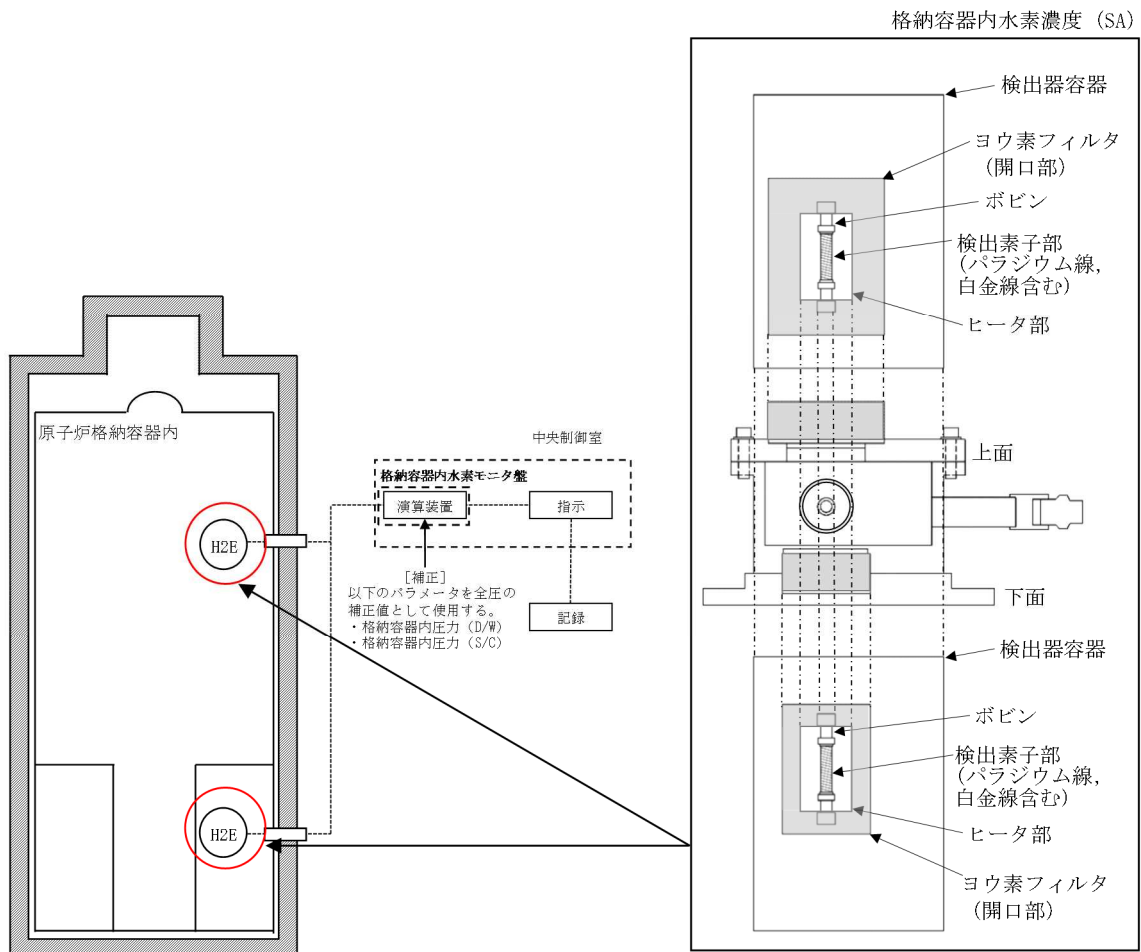 格納容器内水素濃度 (SA)
検出器容器
ヨウ素フィルタ
(開口部)
ボビン
検出素子部
(パラジウム線,
白金線含む)
ヒータ部
上面
下面
検出器容器
ボビン
検出素子部
(パラジウム線,
白金線含む)
ヒータ部
ヨウ素フィルタ
(開口部)
原子炉格納容器内
H2E
H2E
中央制御室
格納容器内水素モニタ盤
演算装置
指示
記録
[補正]
以下のパラメータを全圧の
補正値として使用する。
・格納容器内圧力 (D/W)
・格納容器内圧力 (S/C)